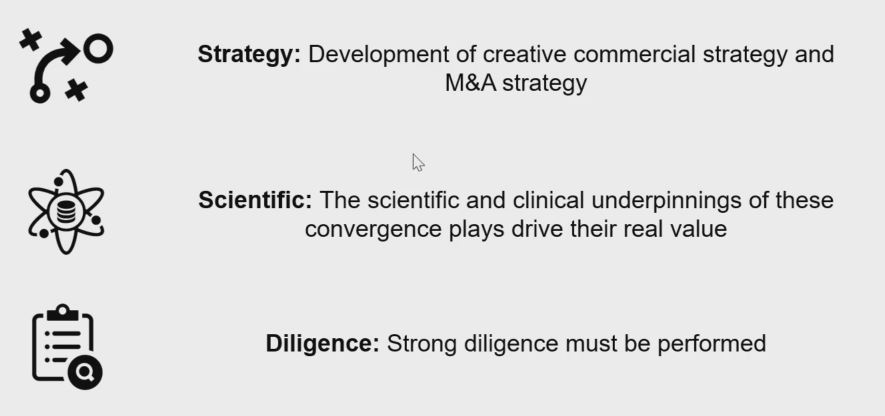 Strategy: Development of creative commercial strategy and
M&A strategy
Scientific: The scientific and clinical underpinnings of these
convergence plays drive their real value
Diligence: Strong diligence must be performed